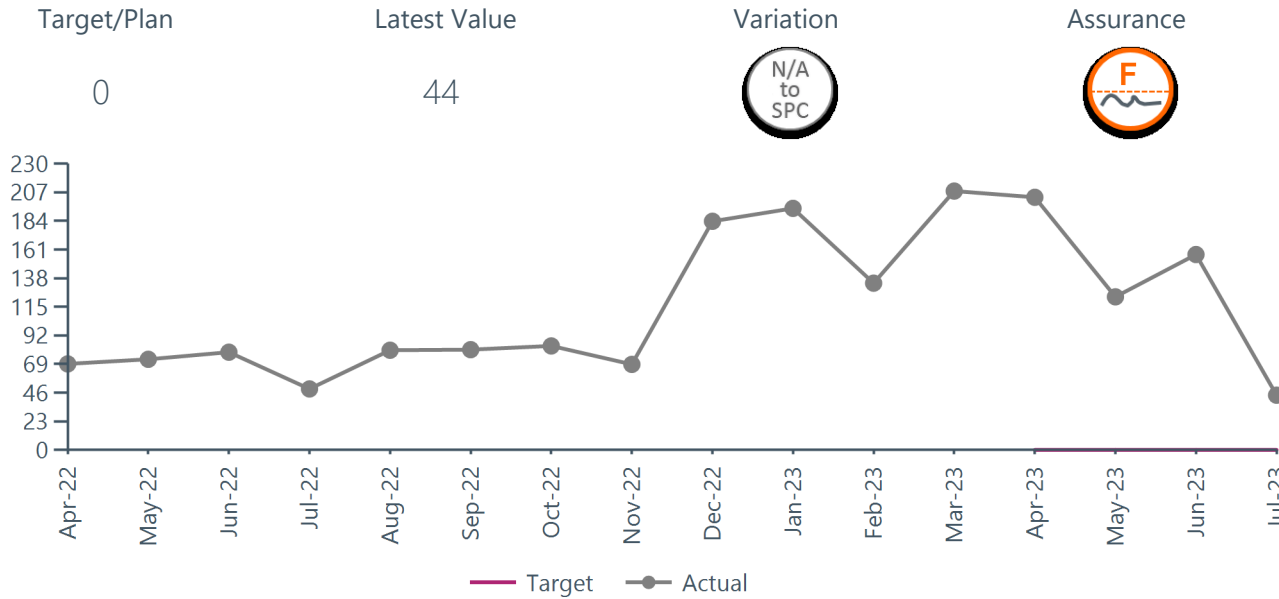 Target/Plan Latest Value Variation Assurance
0 44 N/A to SPC F
230
207
184
161
138
115
92
69
46
23
0
Apr-22 May-22 Jun-22 Jul-22 Aug-22 Sep-22 Oct-22 Nov-22 Dec-22 Jan-23 Feb-23 Mar-23 Apr-23 May-23 Jun-23 Jul-23
Target Actual